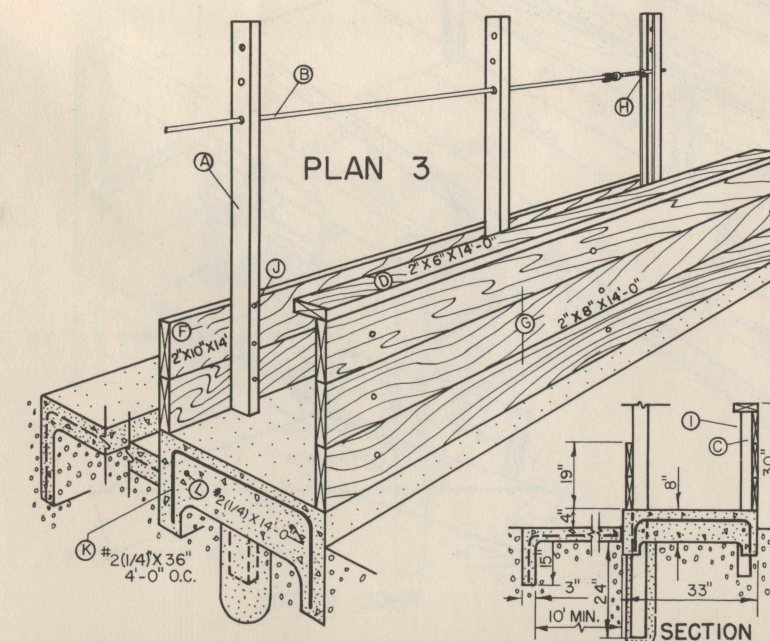 B
H
A
PLAN 3
J
D
2"X6"X14'-0"
F
2"X10"X14'
G
2"X8"X14'-0"
I
C
30"
19"
8"
4"
L
#2(1/4)"X14'-0"
K
#2(1/4)"X36"
4'-0" O.C.
15"
3"
24"
33"
10' MIN.
SECTION